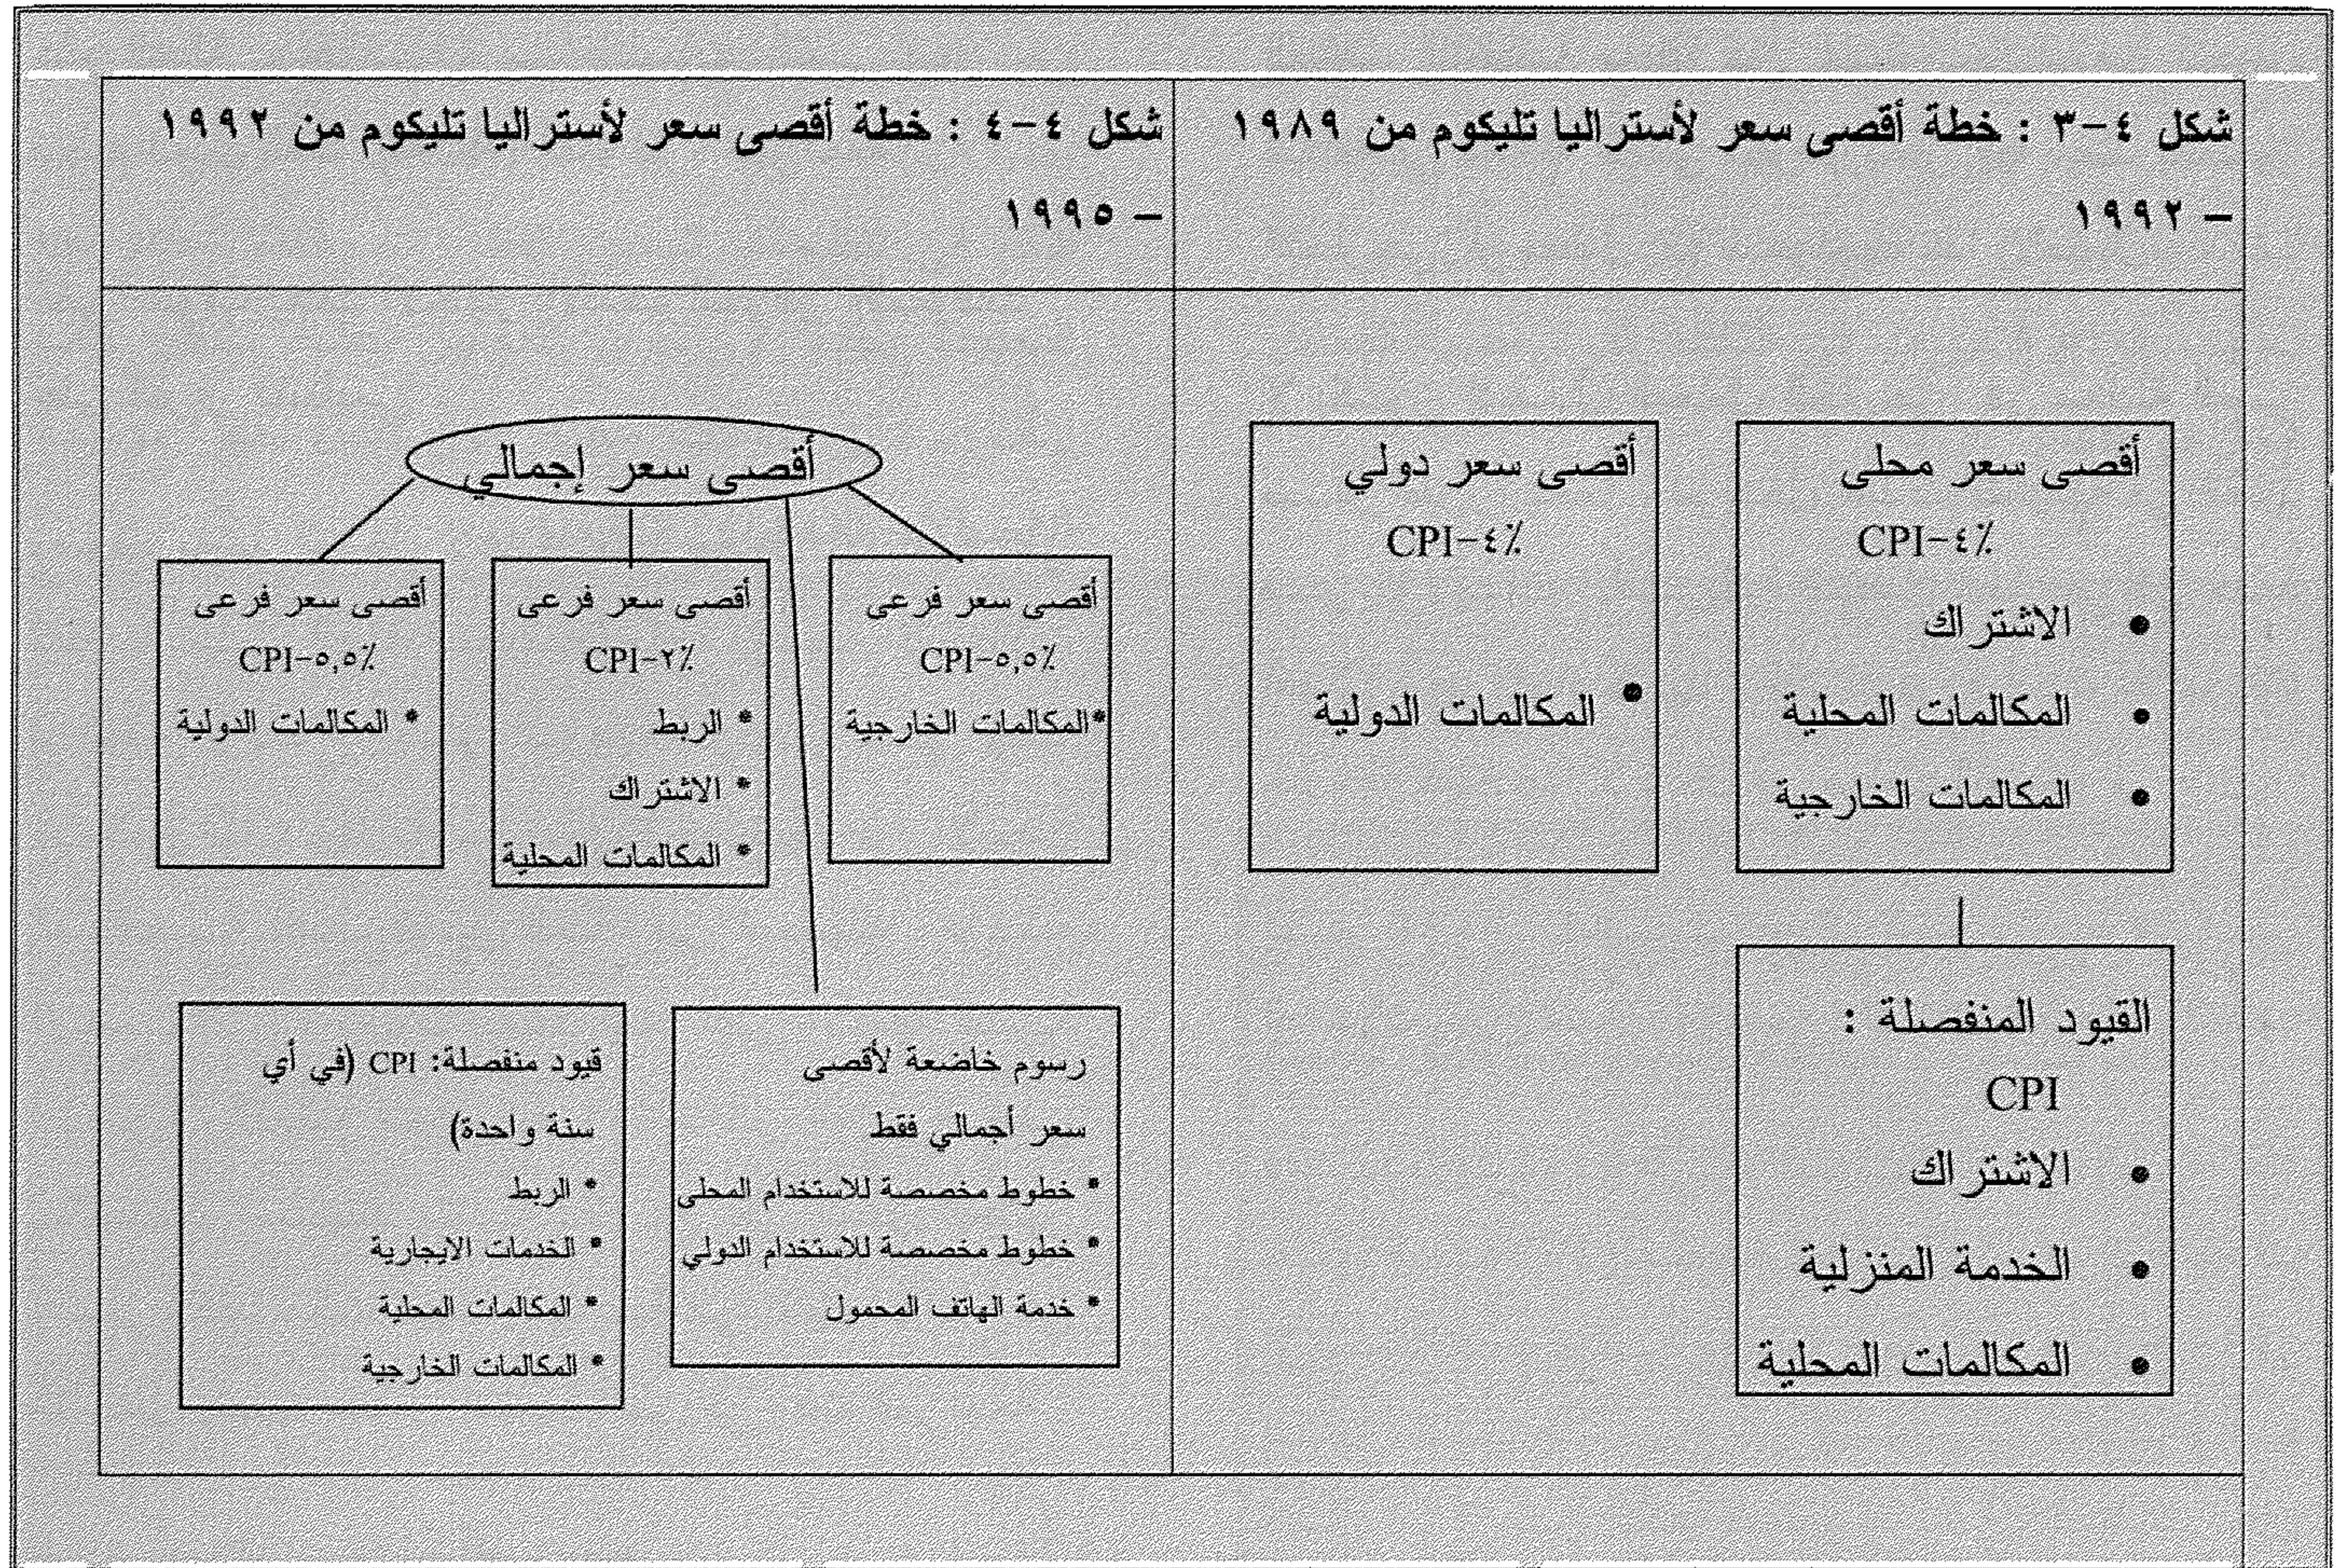 شكل ٤-٣ : خطة أقصى سعر لأستراليا تليكوم من ١٩٨٩
– ١٩٩٢
أقصى سعر محلى
CPI-٤٪
• الاشتراك
• المكالمات المحلية
• المكالمات الخارجية
القيود المنفصلة :
CPI
• الاشتراك
• الخدمة المنزلية
• المكالمات المحلية
أقصى سعر دولي
CPI-٤٪
• المكالمات الدولية
شكل ٤-٤ : خطة أقصى سعر لأستراليا تليكوم من ١٩٩٢
– ١٩٩٥
أقصى سعر إجمالي
أقصى سعر فرعى
CPI-٥,٥٪
*المكالمات الخارجية
أقصى سعر فرعى
CPI-٢٪
* الربط
* الاشتراك
* المكالمات المحلية
أقصى سعر فرعى
CPI-٥,٥٪
* المكالمات الدولية
رسوم خاضعة لأقصى
سعر أجمالي فقط
* خطوط مخصصة للاستخدام المحلى
* خطوط مخصصة للاستخدام الدولي
* خدمة الهاتف المحمول
قيود منفصلة: CPI (في أي
سنة واحدة)
* الربط
* الخدمات الايجارية
* المكالمات المحلية
* المكالمات الخارجية